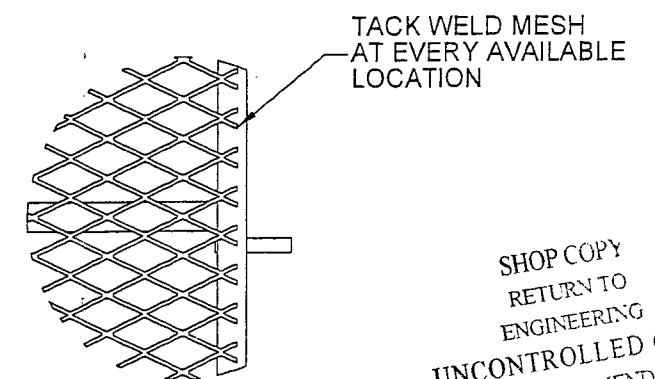 TACK WELD MESH
AT EVERY AVAILABLE
LOCATION
SHOP COPY
RETURN TO
ENGINEERING
UNCONTROLLED